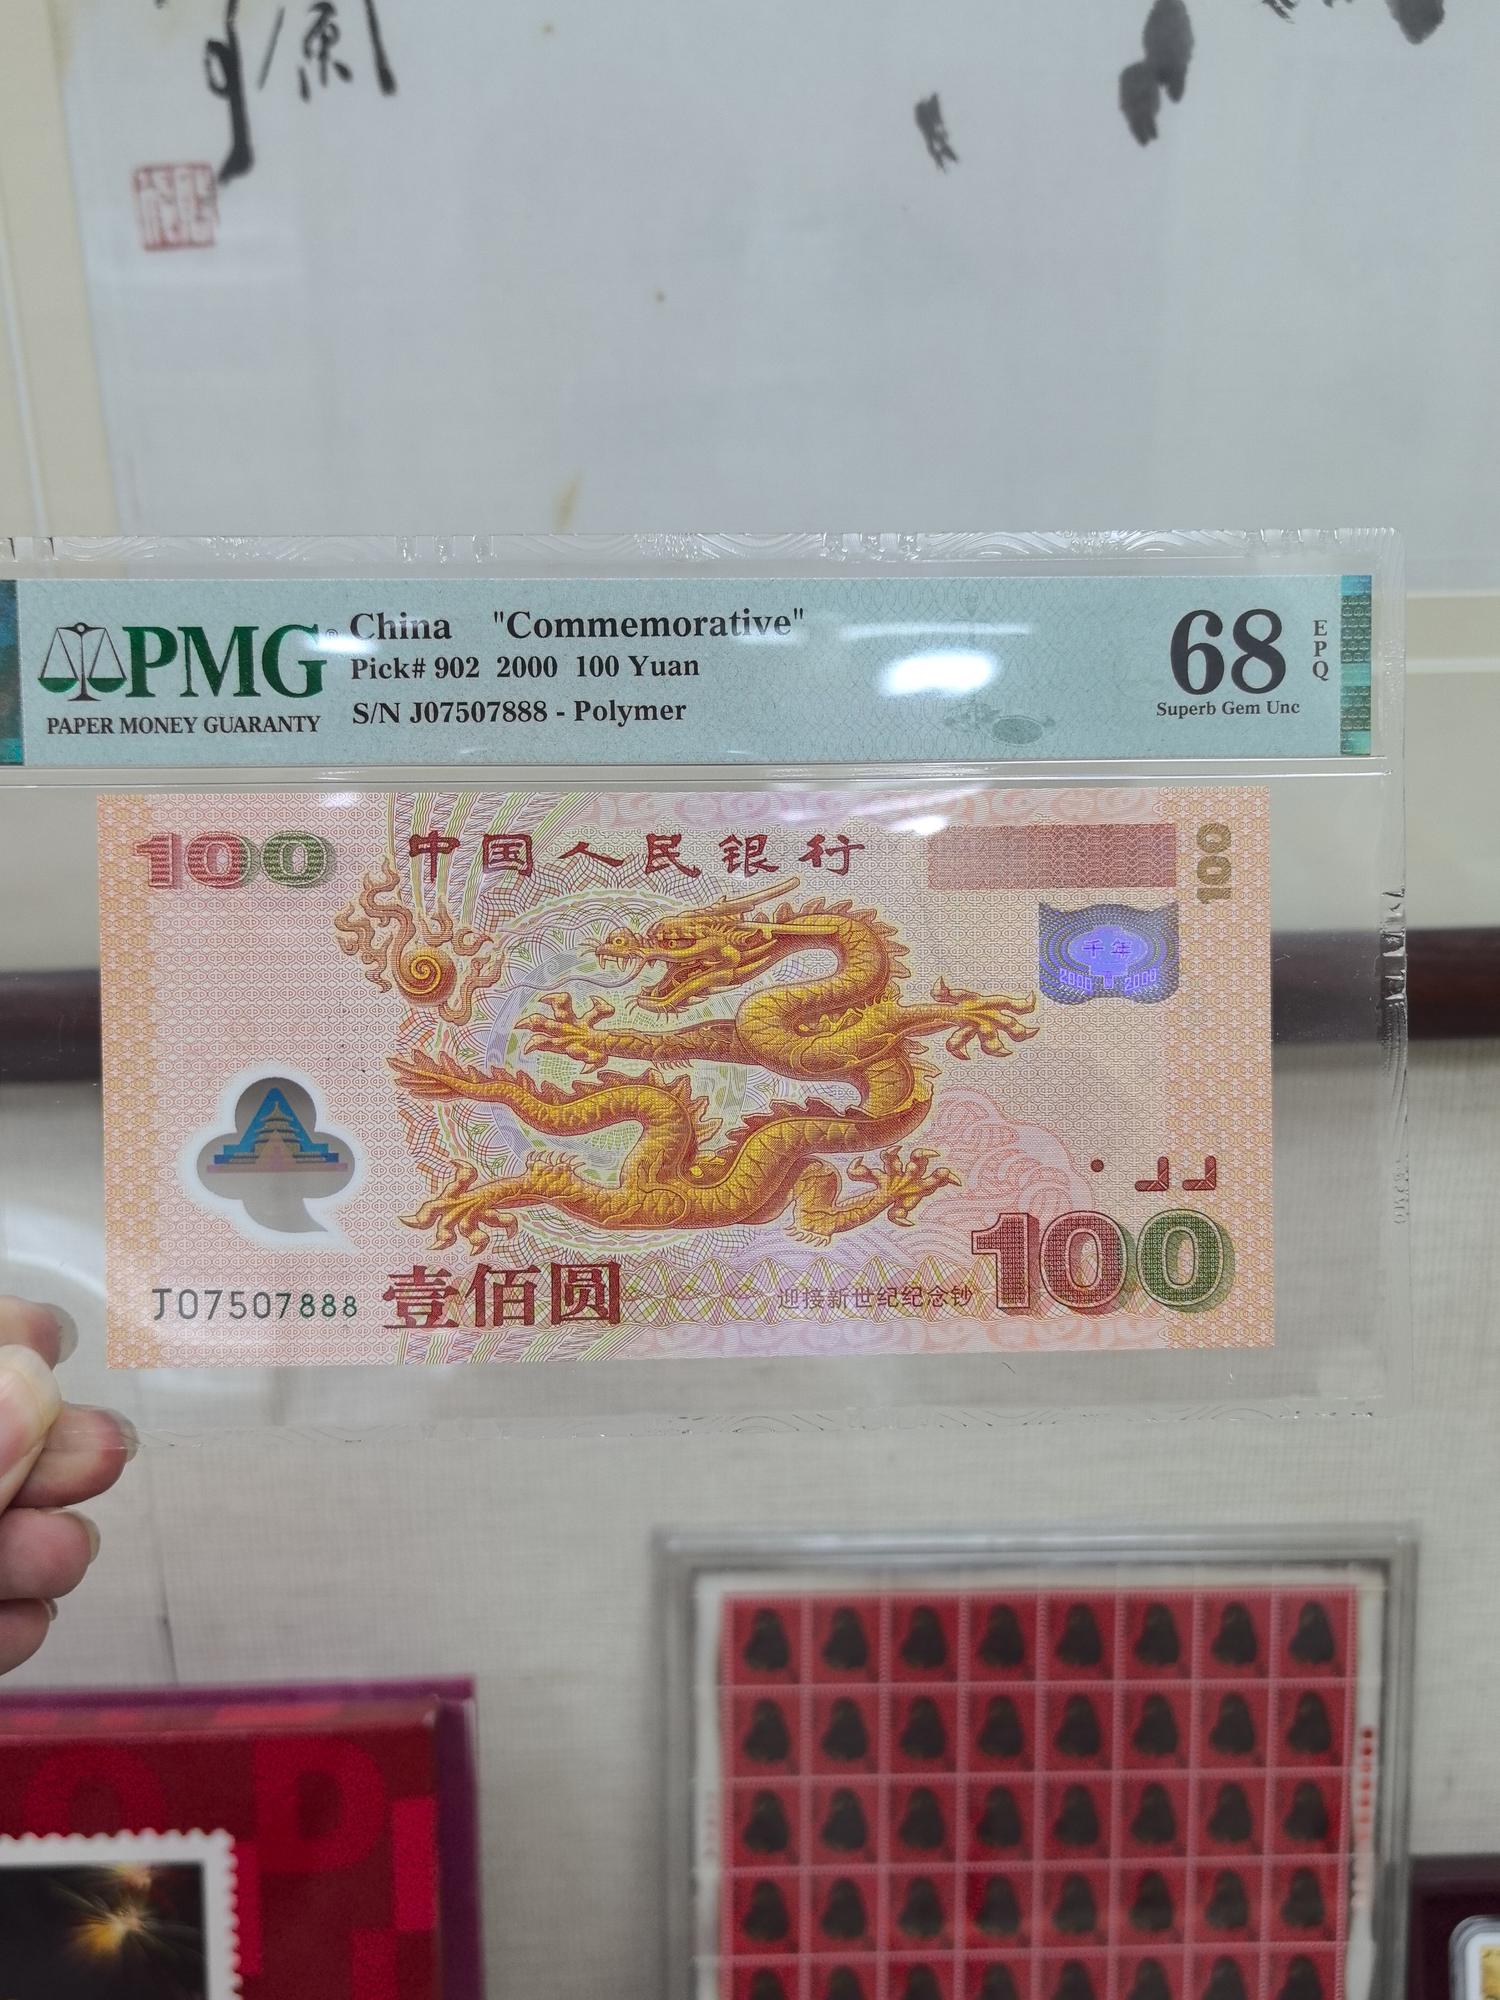 原
China "Commemorative"
Pick# 902 2000 100 Yuan
S/N J07507888 - Polymer
PMG
PAPER MONEY GUARANTY
68
EPQ
Superb Gem Unc
100
中国人民银行
100
千年
2000 2000
J07507888
壹佰圆
迎接新世纪纪念钞
100